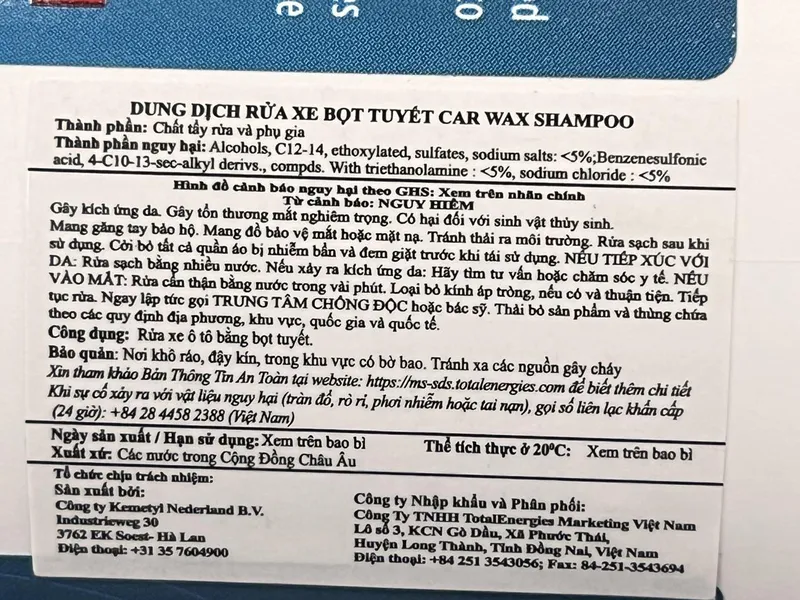 e
s
o
d
DUNG DỊCH RỬA XE BỌT TUYẾT CAR WAX SHAMPOO
Thành phần: Chất tẩy rửa và phụ gia
Thành phần nguy hại: Alcohols, C12-14, ethoxylated, sulfates, sodium salts: <5%;Benzenesulfonic
acid, 4-C10-13-sec-alkyl derivs., compds. With triethanolamine : <5%, sodium chloride : <5%
Hình đồ cảnh báo nguy hại theo GHS: Xem trên nhãn chính
Từ cảnh báo: NGUY HIỂM
Gây kích ứng da. Gây tổn thương mắt nghiêm trọng. Có hại đối với sinh vật thủy sinh.
Mang găng tay bảo hộ. Mang đồ bảo vệ mắt hoặc mặt nạ. Tránh thải ra môi trường. Rửa sạch sau khi
sử dụng. Cởi bỏ tất cả quần áo bị nhiễm bẩn và đem giặt trước khi tái sử dụng. NẾU TIẾP XÚC VỚI
DA: Rửa sạch bằng nhiều nước. Nếu xảy ra kích ứng da: Hãy tìm tư vấn hoặc chăm sóc y tế. NẾU
VÀO MẮT: Rửa cẩn thận bằng nước trong vài phút. Loại bỏ kính áp tròng, nếu có và thuận tiện. Tiếp
tục rửa. Ngay lập tức gọi TRUNG TÂM CHỐNG ĐỘC hoặc bác sỹ. Thải bỏ sản phẩm và thùng chứa
theo các quy định địa phương, khu vực, quốc gia và quốc tế.
Công dụng: Rửa xe ô tô bằng bọt tuyết.
Bảo quản: Nơi khô ráo, đậy kín, trong khu vực có bờ bao. Tránh xa các nguồn gây cháy
Xin tham khảo Bản Thông Tin An Toàn tại website: https://ms-sds.totalenergies.com để biết thêm chi tiết
Khi sự cố xảy ra với vật liệu nguy hại (tràn đổ, rò rỉ, phơi nhiễm hoặc tai nạn), gọi số liên lạc khẩn cấp
(24 giờ): +84 28 4458 2388 (Việt Nam)
Ngày sản xuất / Hạn sử dụng: Xem trên bao bì
Thể tích thực ở 20⁰C: Xem trên bao bì
Xuất xứ: Các nước trong Cộng Đồng Châu Âu
Tổ chức chịu trách nhiệm:
Sản xuất bởi:
Công ty Kemetyl Nederland B.V.
Industrieweg 30
3762 EK Soest- Hà Lan
Điện thoại: +31 35 7604900
Công ty Nhập khẩu và Phân phối:
Công Ty TNHH TotalEnergies Marketing Việt Nam
Lô số 3, KCN Gò Dầu, Xã Phước Thái,
Huyện Long Thành, Tỉnh Đồng Nai, Việt Nam
Điện thoại: +84 251 3543056; Fax: 84-251-3543694